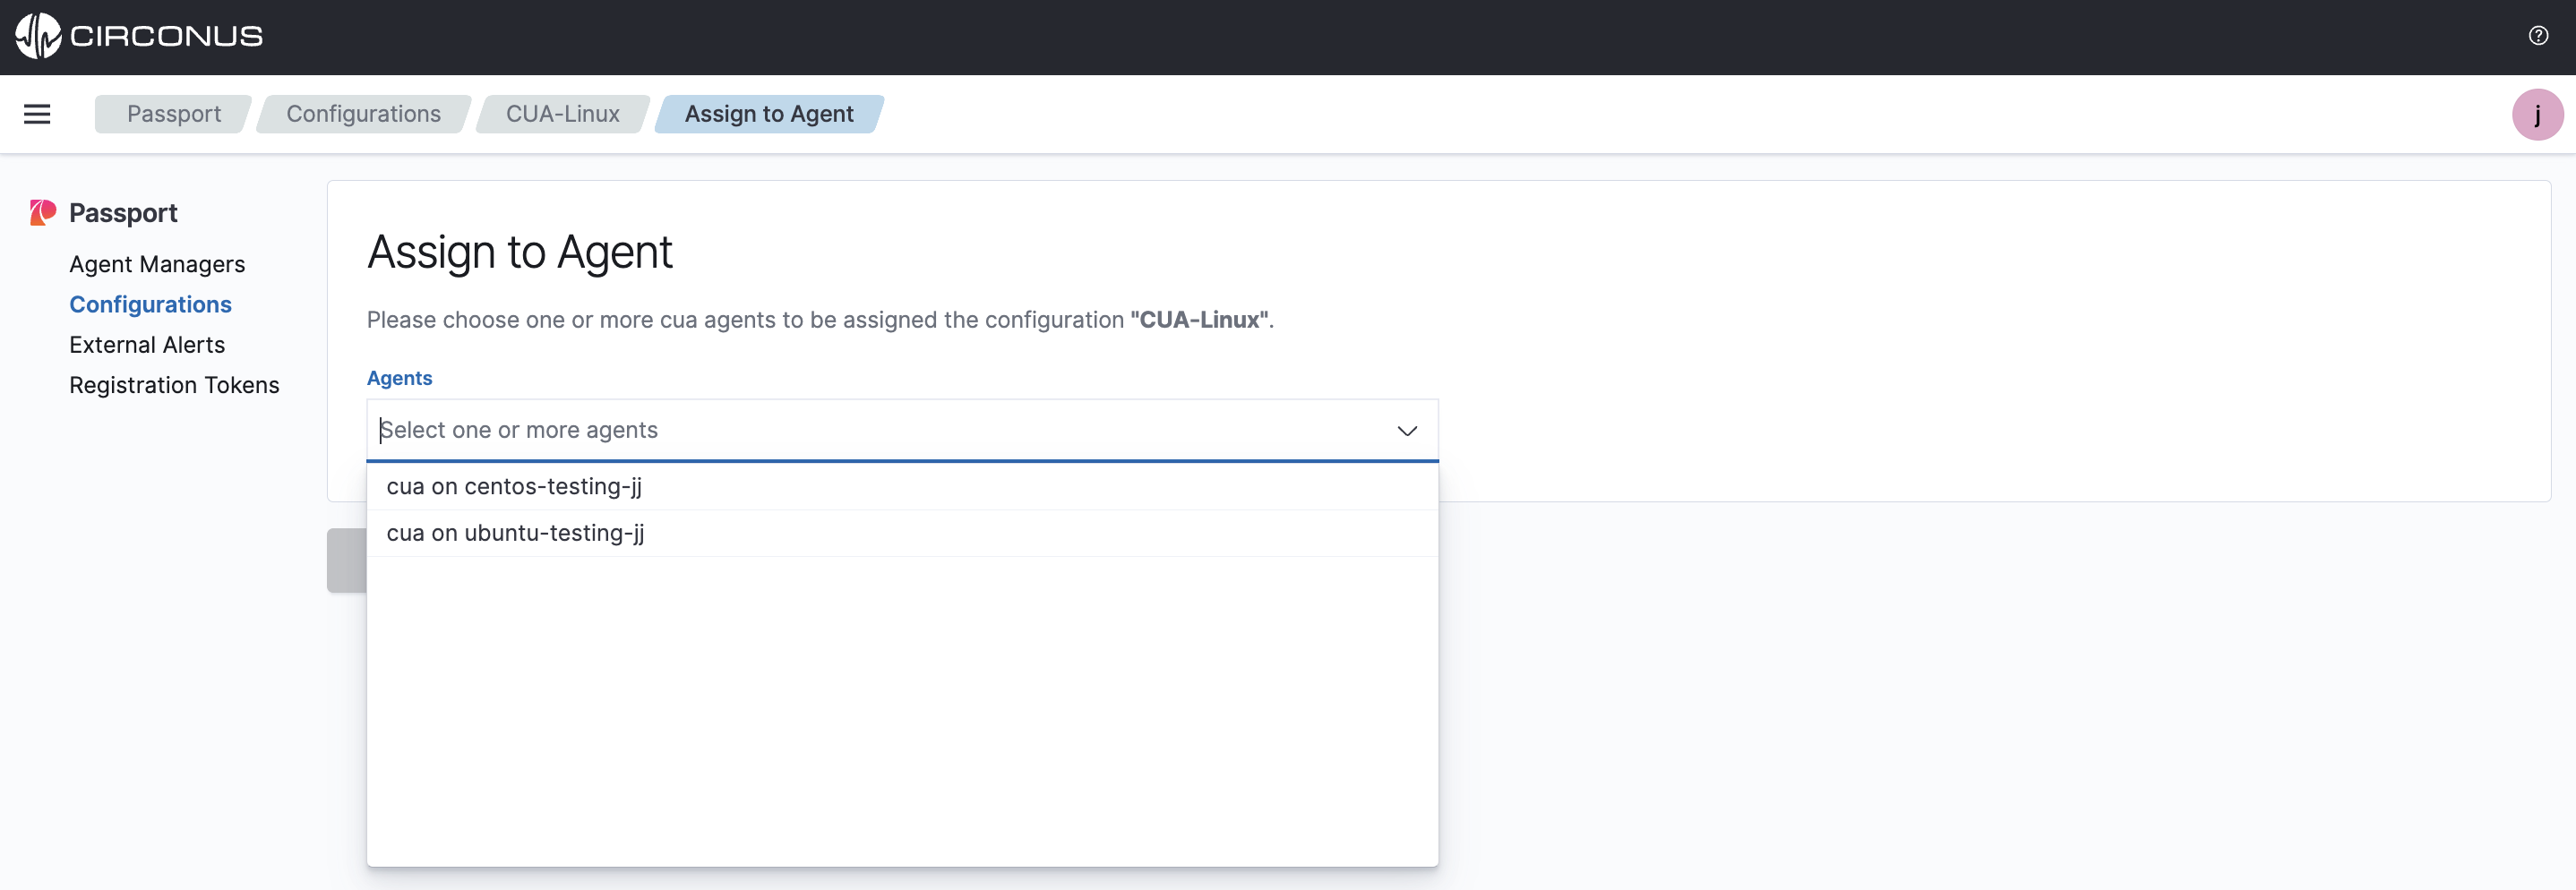 CIRCONUS
Passport
Configurations
CUA-Linux
Assign to Agent
j
Passport
Agent Managers
Configurations
External Alerts
Registration Tokens
Assign to Agent
Please choose one or more cua agents to be assigned the configuration "CUA-Linux".
Agents
Select one or more agents
cua on centos-testing-jj
cua on ubuntu-testing-jj